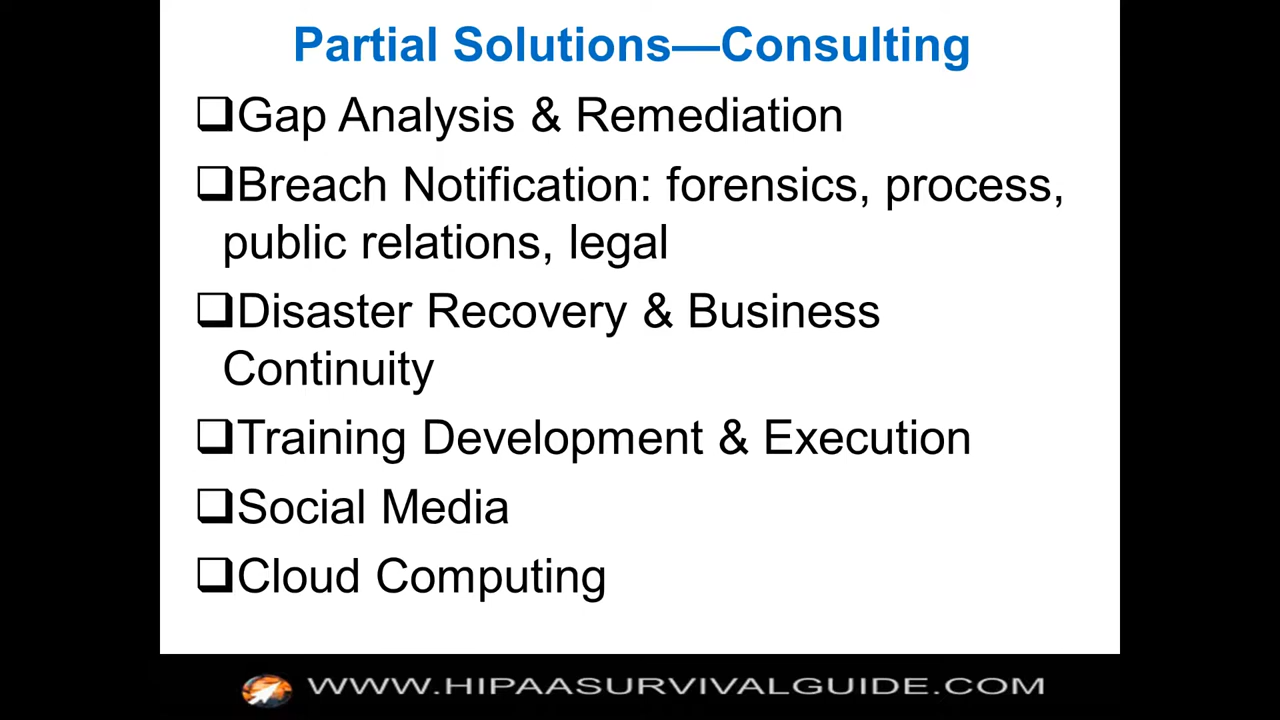 Partial Solutions—Consulting
❑Gap Analysis & Remediation
❑Breach Notification: forensics, process,
public relations, legal
❑Disaster Recovery & Business
Continuity
❑Training Development & Execution
❑Social Media
❑Cloud Computing
WWW.HIPAASURVIVALGUIDE.COM